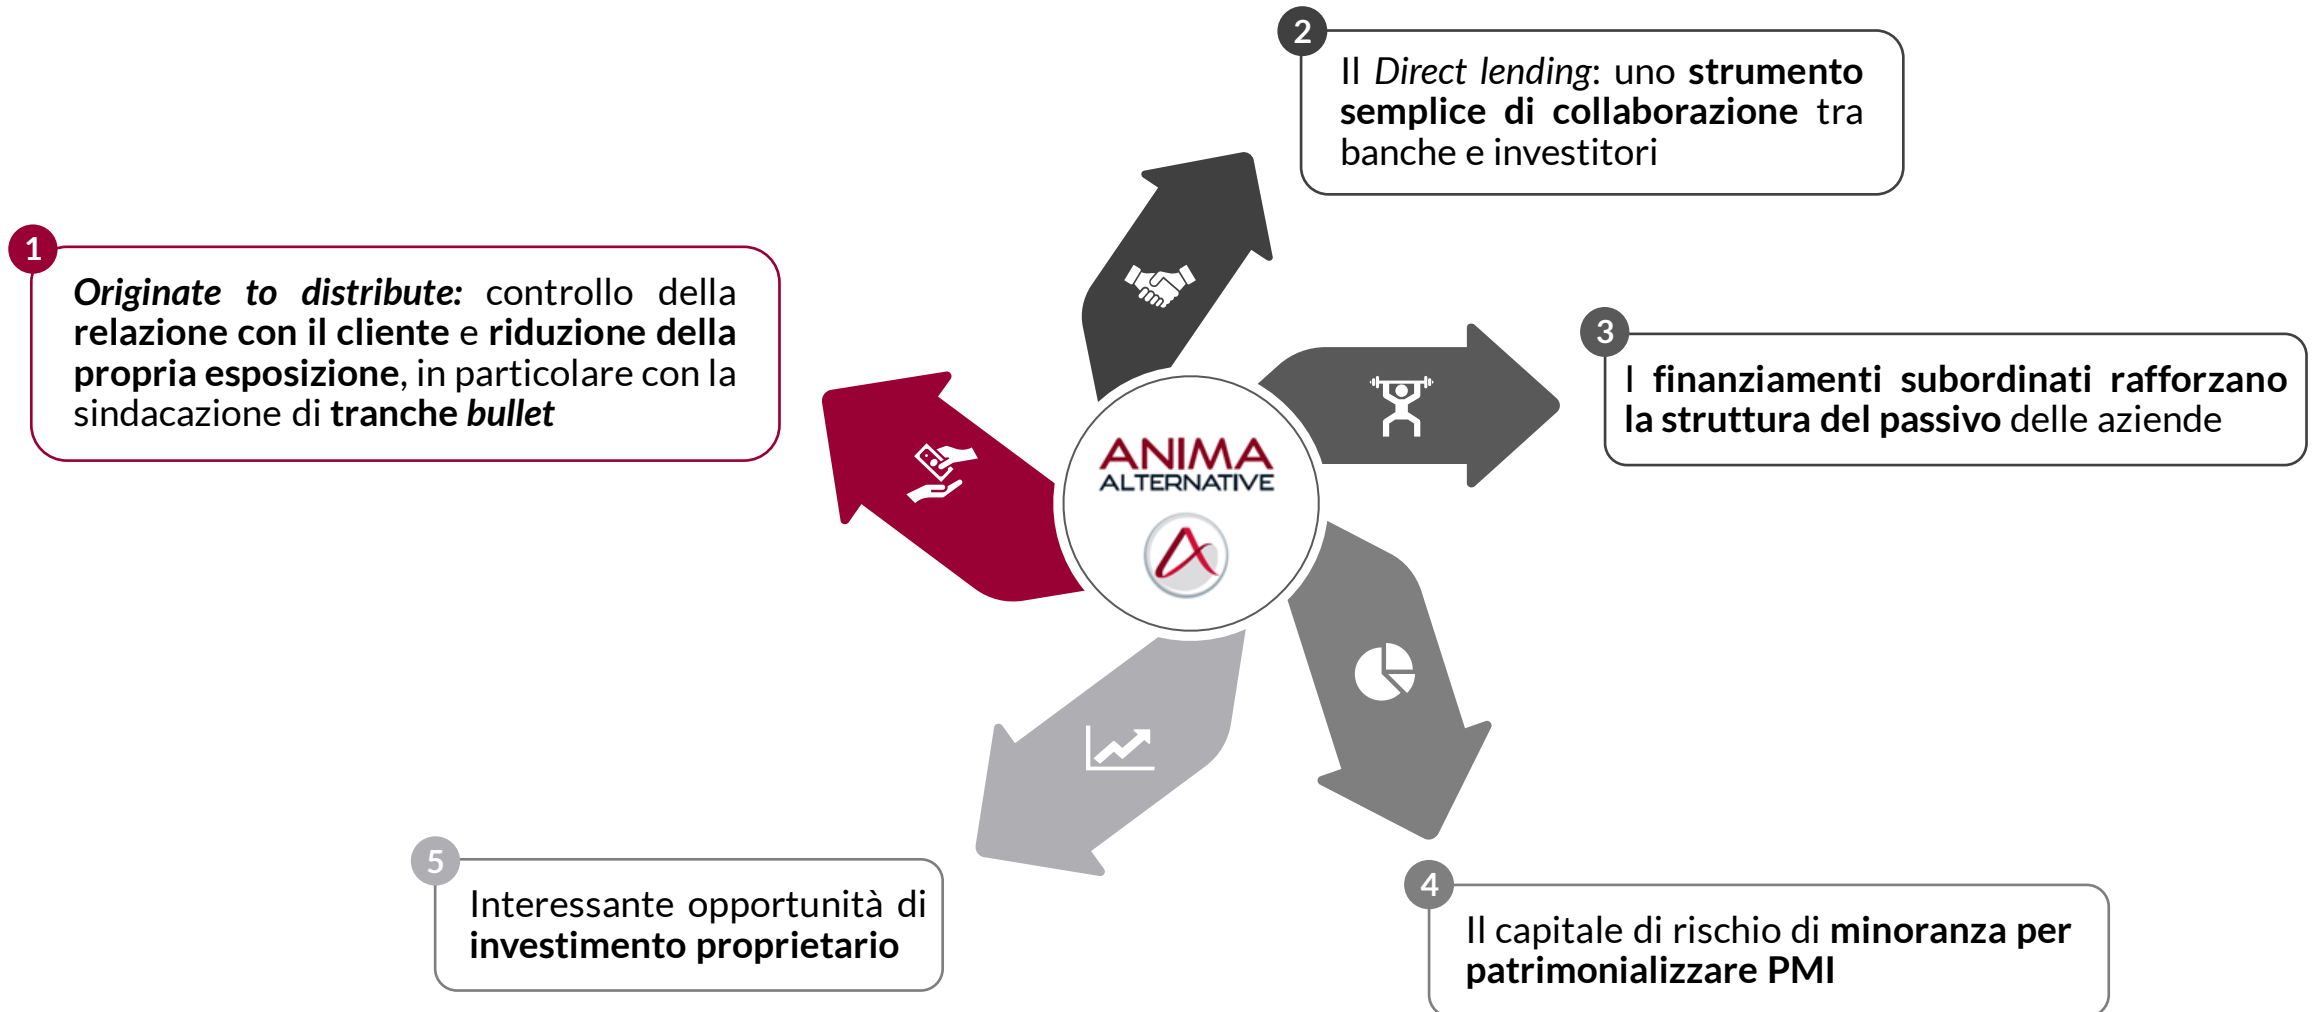 1
Originate to distribute: controllo della
relazione con il cliente e riduzione della
propria esposizione, in particolare con la
sindacazione di tranche bullet
2
Il Direct lending: uno strumento
semplice di collaborazione tra
banche e investitori
3
I finanziamenti subordinati rafforzano
la struttura del passivo delle aziende
ANIMA
ALTERNATIVE
4
Il capitale di rischio di minoranza per
patrimonializzare PMI
5
Interessante opportunità di
investimento proprietario